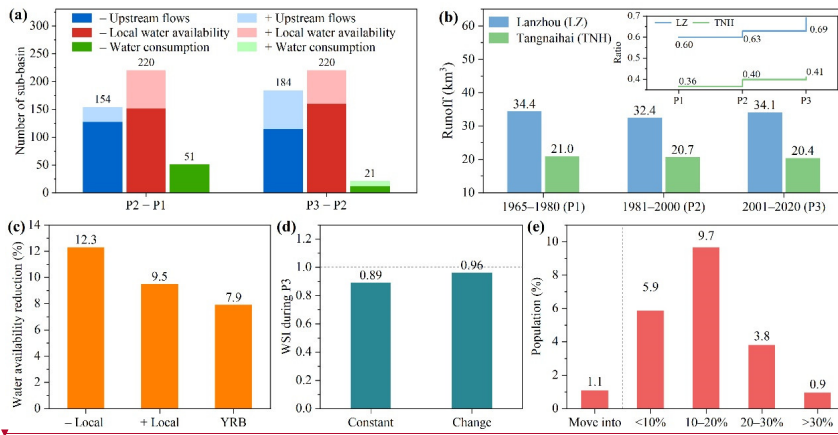 (a)
– Upstream flows
+ Upstream flows
– Local water availability
+ Local water availability
– Water consumption
+ Water consumption
Number of sub-basin
300
250
200
150
100
50
0
154
220
51
184
220
21
P2 − P1
P3 − P2
(b)
Lanzhou (LZ)
Tangnaihai (TNH)
Runoff (km³)
60
50
40
30
20
10
34.4
21.0
32.4
20.7
34.1
20.4
1965–1980 (P1)
1981–2000 (P2)
2001–2020 (P3)
LZ
TNH
Ratio
0.7
0.6
0.5
0.4
0.60
0.63
0.69
0.36
0.40
0.41
P1
P2
P3
(c)
Water availability reduction (%)
14
12
10
8
6
4
2
0
12.3
9.5
7.9
– Local
+ Local
YRB
(d)
WSI during P3
1.2
1.0
0.8
0.6
0.4
0.2
0.0
0.89
0.96
Constant
Change
(e)
Population (%)
10
8
6
4
2
0
1.1
5.9
9.7
3.8
0.9
Move into
<10%
10–20%
20–30%
>30%